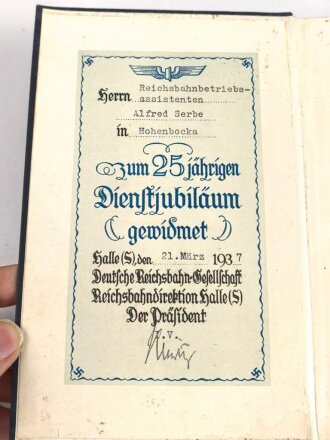 Herrn Reichsbahnbetriebs-
assistenten
Alfred Serbe
in Hohenbocka
zum 25 jährigen
Dienstjubiläum
gewidmet
Halle (S), den 21. März 1937
Deutsche Reichsbahn-Gesellschaft
Reichsbahndirektion Halle (S)
Der Präsident
I.V.